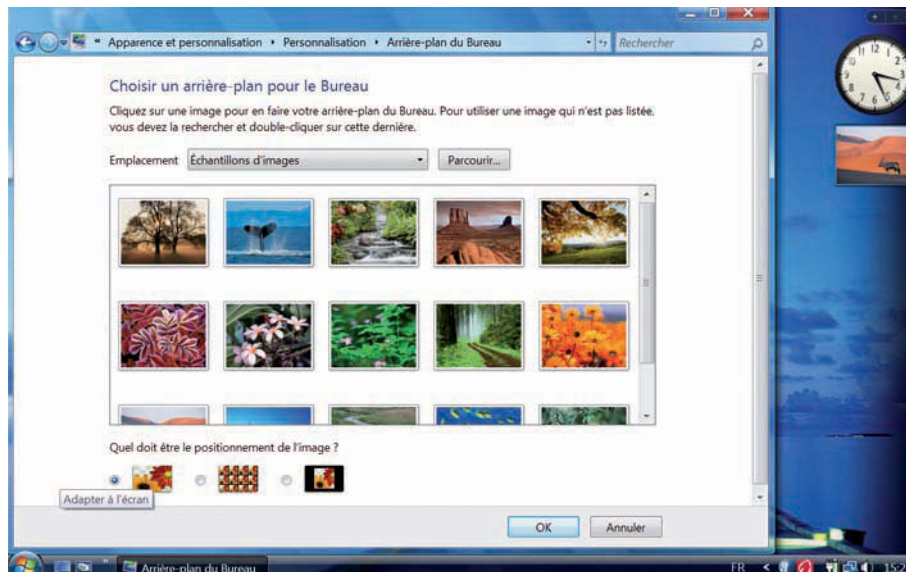 Apparence et personnalisation ▸ Personnalisation ▸ Arrière-plan du Bureau
Rechercher
Choisir un arrière-plan pour le Bureau
Cliquez sur une image pour en faire votre arrière-plan du Bureau. Pour utiliser une image qui n'est pas listée,
vous devez la rechercher et double-cliquer sur cette dernière.
Emplacement Échantillons d'images Parcourir...
Quel doit être le positionnement de l'image ?
Adapter à l'écran
OK Annuler
Arrière-plan du Bureau
FR